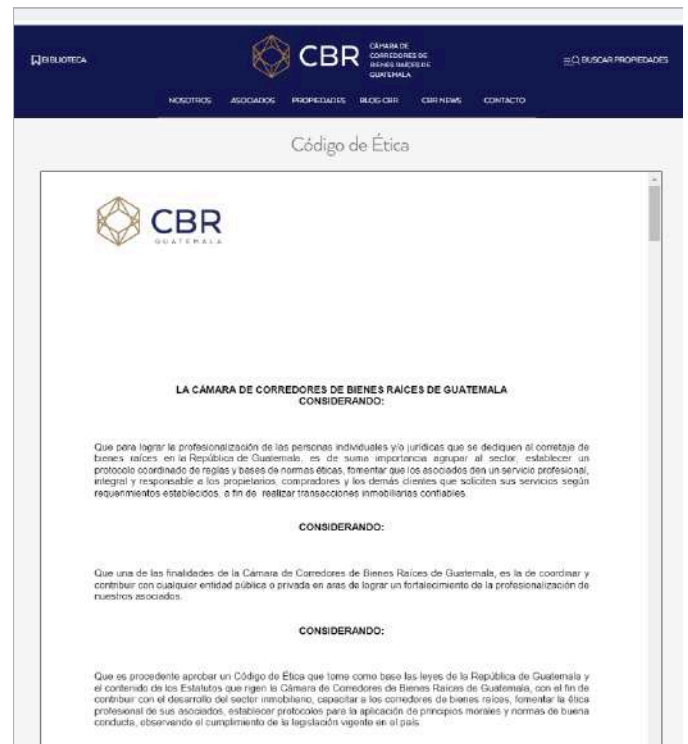 BIBLIOTECA
CBR
CÁMARA DE
CORREDORES DE
BIENES RAÍCES DE
GUATEMALA
BUSCAR PROPIEDADES
NOSOTROS ASOCIADOS PROPIEDADES BLOG CBR CBR NEWS CONTACTO
Código de Ética
CBR
GUATEMALA
LA CÁMARA DE CORREDORES DE BIENES RAÍCES DE GUATEMALA
CONSIDERANDO:
Que para lograr la profesionalización de las personas individuales y/o jurídicas que se dediquen al corretaje de
bienes raíces en la República de Guatemala, es de suma importancia agrupar al sector, establecer un
protocolo coordinado de reglas y bases de normas éticas, fomentar que los asociados den un servicio profesional,
integral y responsable a los propietarios, compradores y los demás clientes que soliciten sus servicios según
requerimientos establecidos, a fin de realizar transacciones inmobiliarias confiables.
CONSIDERANDO:
Que una de las finalidades de la Cámara de Corredores de Bienes Raíces de Guatemala, es la de coordinar y
contribuir con cualquier entidad pública o privada en aras de lograr un fortalecimiento de la profesionalización de
nuestros asociados.
CONSIDERANDO:
Que es procedente aprobar un Código de Ética que tome como base las leyes de la República de Guatemala y
el contenido de los Estatutos que rigen la Cámara de Corredores de Bienes Raíces de Guatemala, con el fin de
contribuir con el desarrollo del sector inmobiliario, capacitar a los corredores de bienes raíces, fomentar la ética
profesional de sus asociados, establecer protocolos para la aplicación de principios morales y normas de buena
conducta, observando el cumplimiento de la legislación vigente en el país.